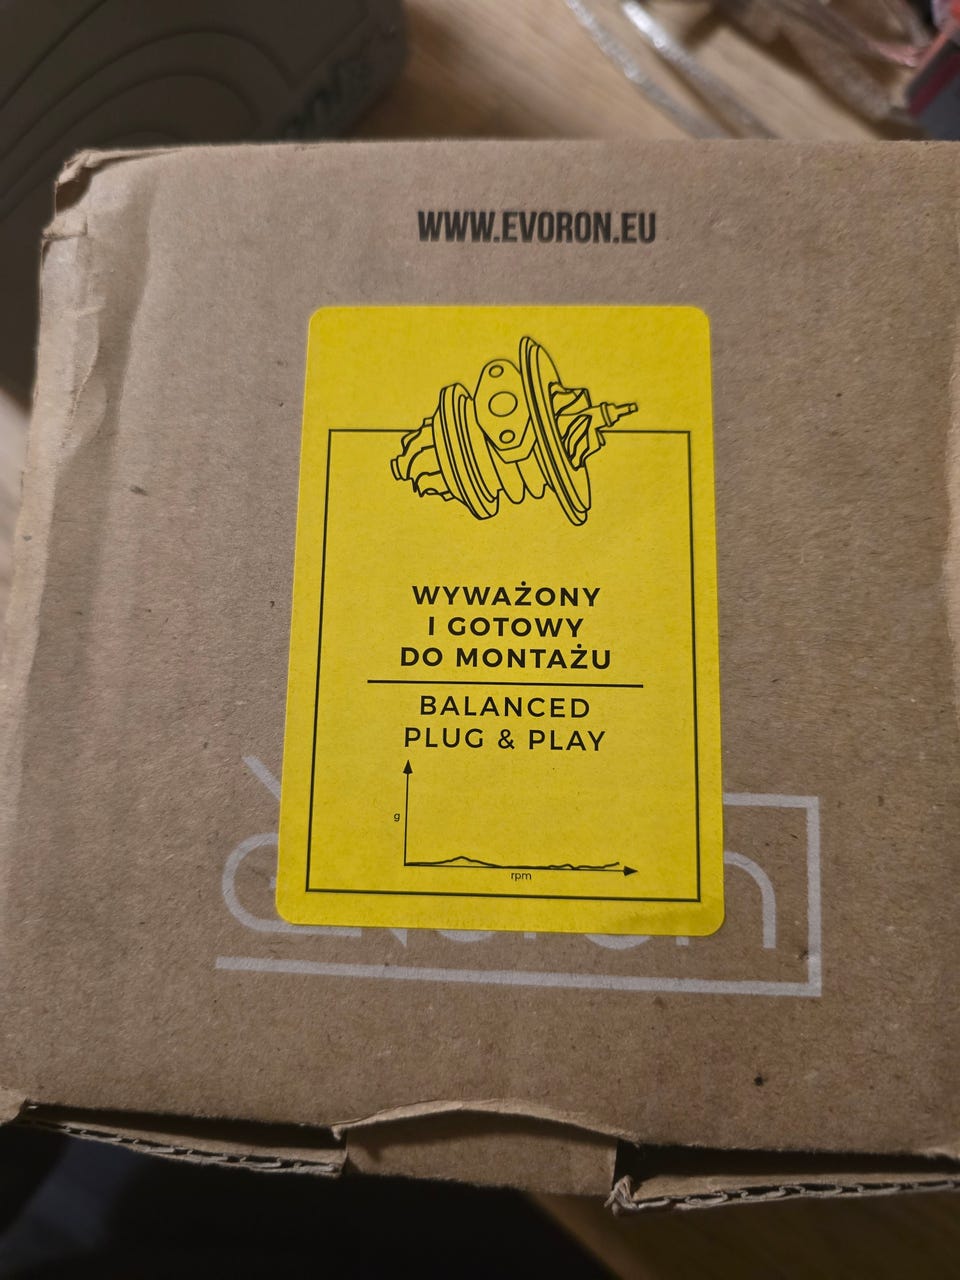 WWW.EVORON.EU
WYWAŻONY
I GOTOWY
DO MONTAŻU
BALANCED
PLUG & PLAY
g
rpm